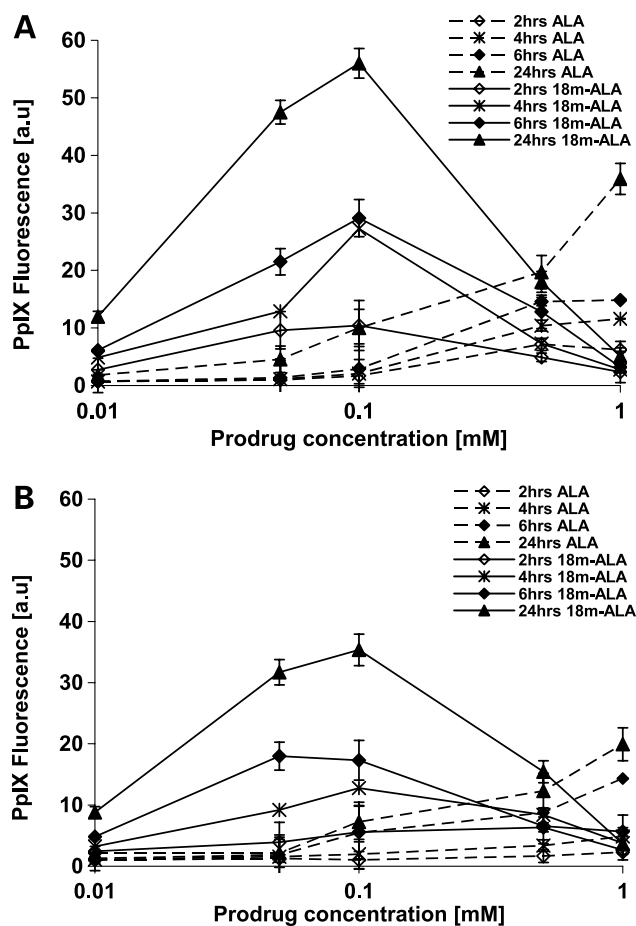 A
60
50
40
30
20
10
0
PpIX Fluorescence [a.u]
0.01
0.1
1
Prodrug concentration [mM]
2hrs ALA
4hrs ALA
6hrs ALA
24hrs ALA
2hrs 18m-ALA
4hrs 18m-ALA
6hrs 18m-ALA
24hrs 18m-ALA
B
60
50
40
30
20
10
0
PpIX Fluorescence [a.u]
0.01
0.1
1
Prodrug concentration [mM]
2hrs ALA
4hrs ALA
6hrs ALA
24hrs ALA
2hrs 18m-ALA
4hrs 18m-ALA
6hrs 18m-ALA
24hrs 18m-ALA